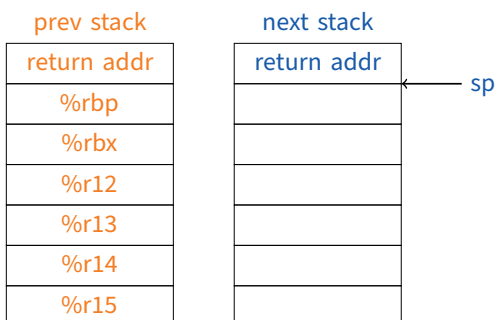 prev stack
next stack
return addr
return addr
sp
%rbp
%rbx
%r12
%r13
%r14
%r15